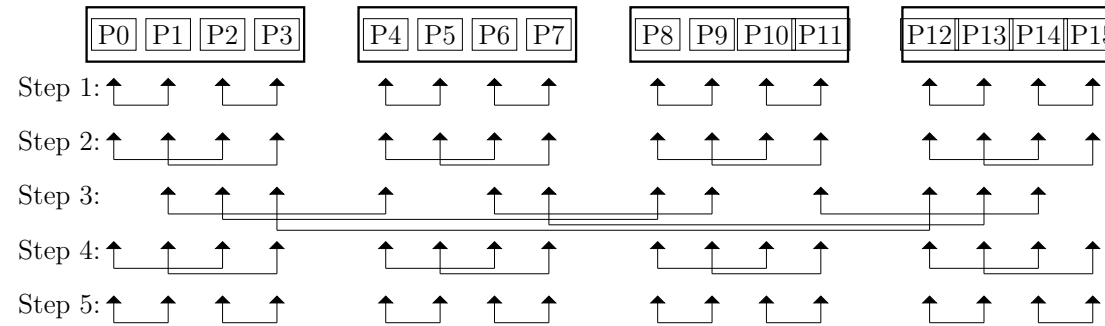 P0 P1 P2 P3 P4 P5 P6 P7 P8 P9 P10 P11 P12 P13 P14 P15
Step 1:
Step 2:
Step 3:
Step 4:
Step 5: